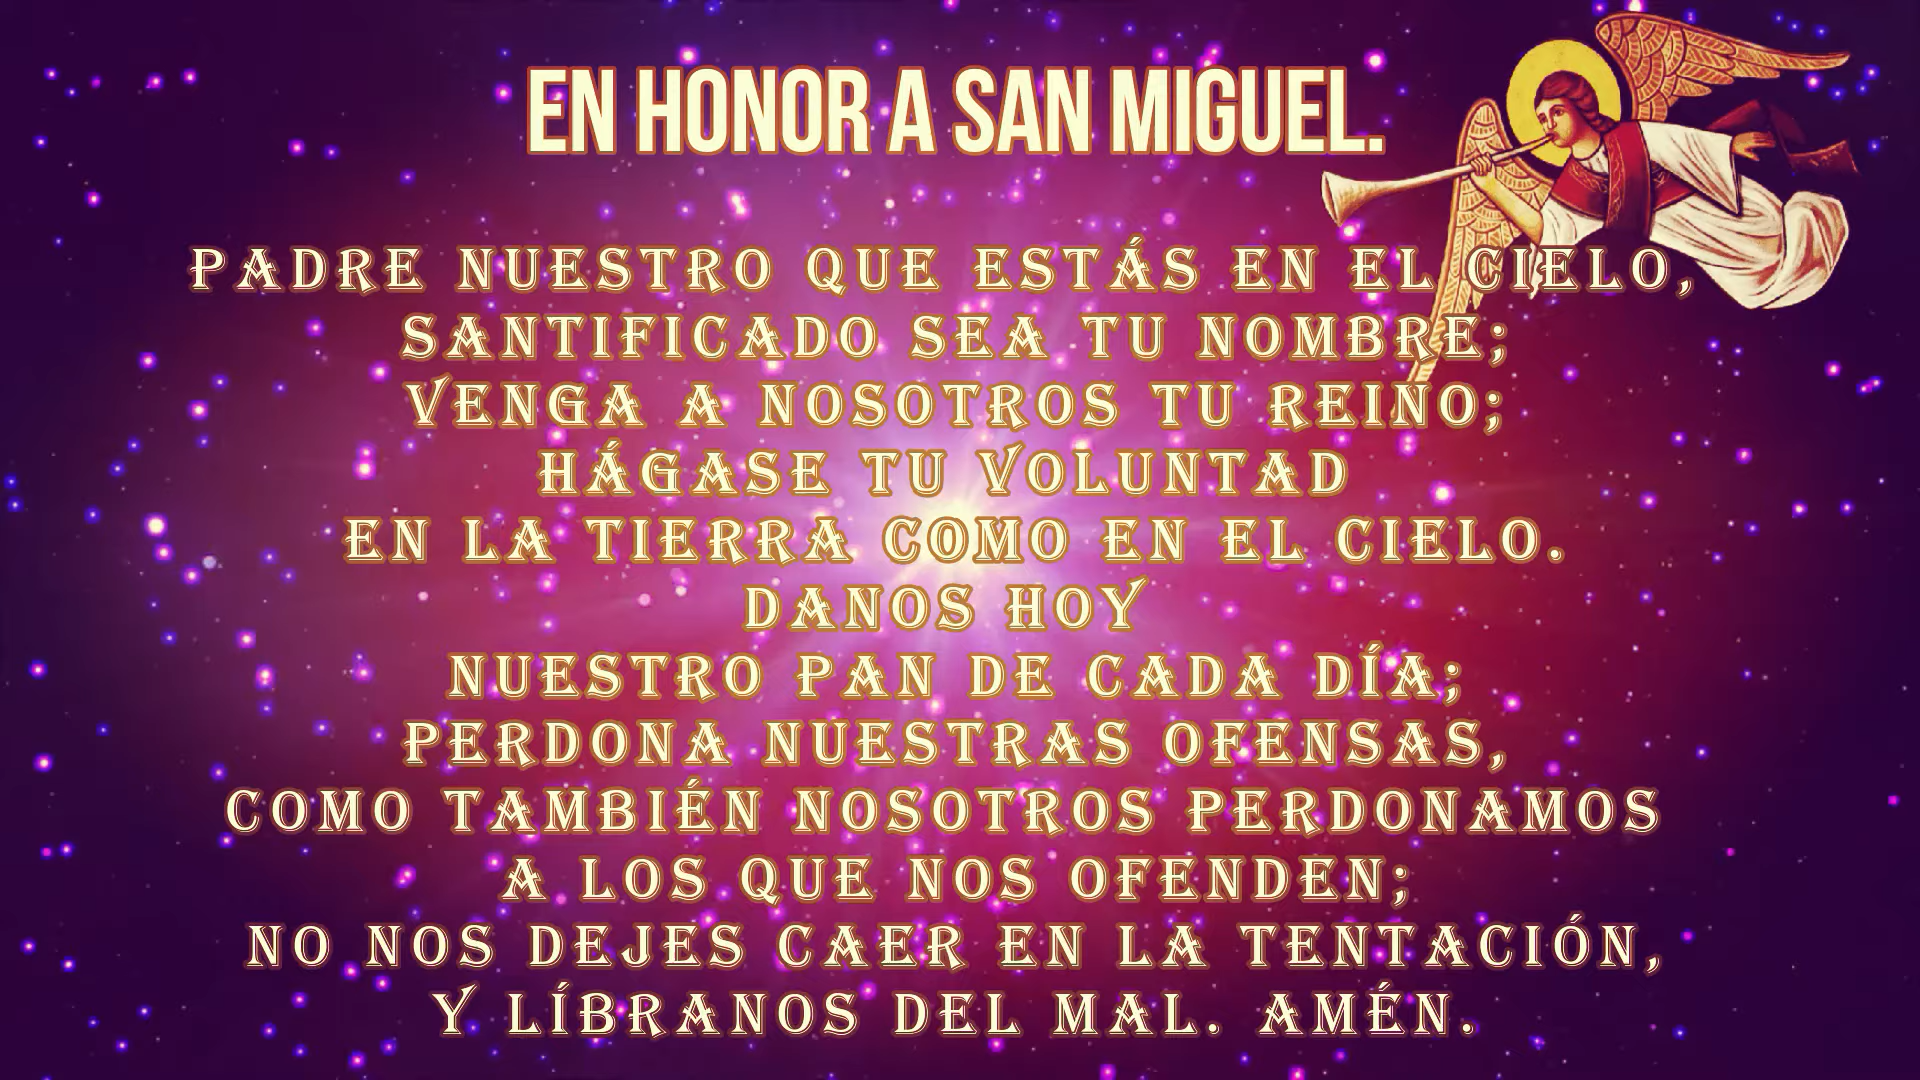 EN HONOR A SAN MIGUEL.
PADRE NUESTRO QUE ESTÁS EN EL CIELO,
SANTIFICADO SEA TU NOMBRE;
VENGA A NOSOTROS TU REINO;
HÁGASE TU VOLUNTAD
EN LA TIERRA COMO EN EL CIELO.
DANOS HOY
NUESTRO PAN DE CADA DÍA;
PERDONA NUESTRAS OFENSAS,
COMO TAMBIÉN NOSOTROS PERDONAMOS
A LOS QUE NOS OFENDEN;
NO NOS DEJES CAER EN LA TENTACIÓN,
Y LÍBRANOS DEL MAL. AMÉN.